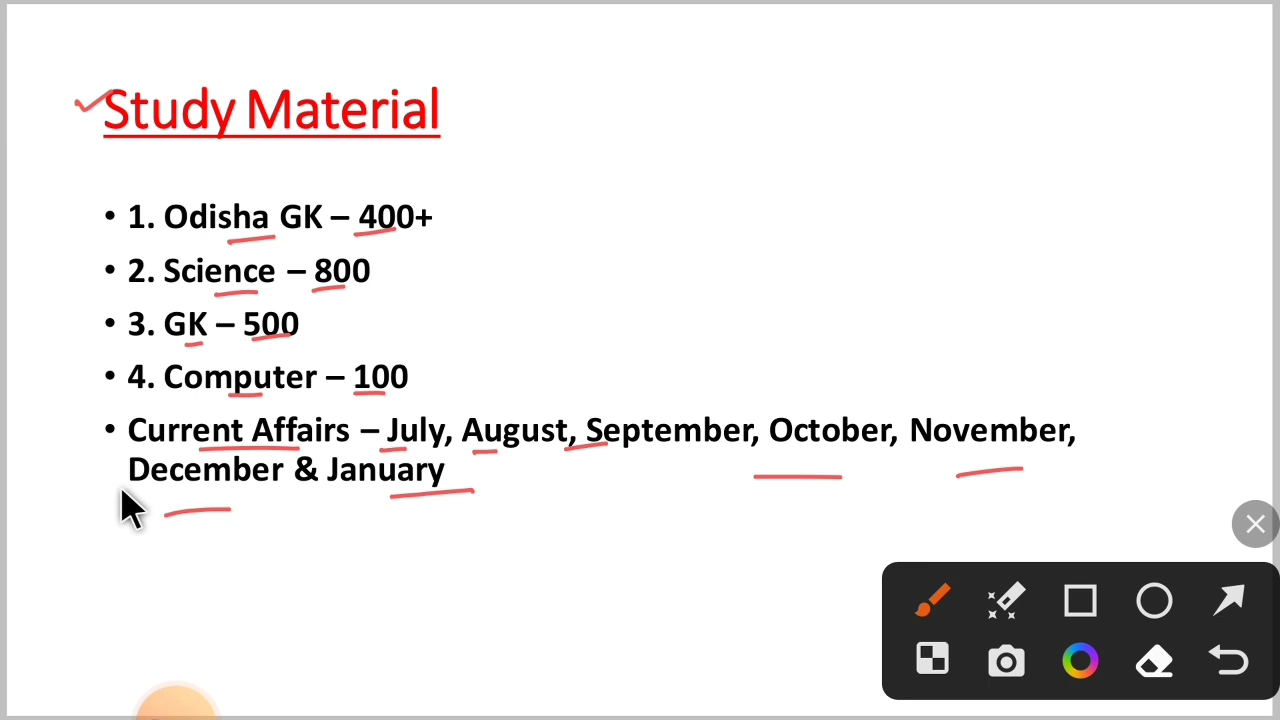 Study Material
• 1. Odisha GK – 400+
• 2. Science – 800
• 3. GK – 500
• 4. Computer – 100
• Current Affairs – July, August, September, October, November,
December & January